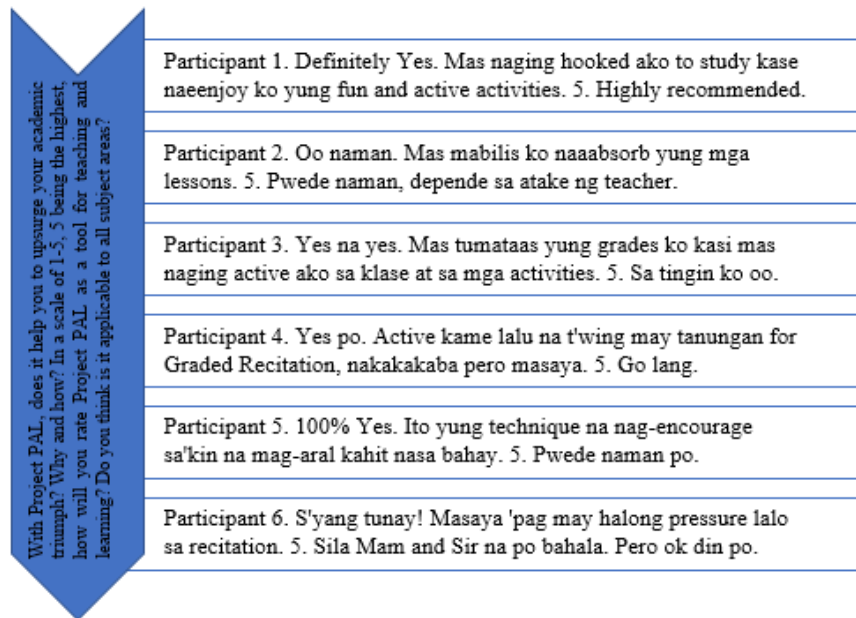 With Project PAL, does it help you to upsurge your academic
triumph? Why and how? In a scale of 1-5, 5 being the highest,
how will you rate Project PAL as a tool for teaching and
learning? Do you think is it applicable to all subject areas?
Participant 1. Definitely Yes. Mas naging hooked ako to study kase
naeenjoy ko yung fun and active activities. 5. Highly recommended.
Participant 2. Oo naman. Mas mabilis ko naaabsorb yung mga
lessons. 5. Pwede naman, depende sa atake ng teacher.
Participant 3. Yes na yes. Mas tumataas yung grades ko kasi mas
naging active ako sa klase at sa mga activities. 5. Sa tingin ko oo.
Participant 4. Yes po. Active kame lalu na t'wing may tanungan for
Graded Recitation, nakakakaba pero masaya. 5. Go lang.
Participant 5. 100% Yes. Ito yung technique na nag-encourage
sa'kin na mag-aral kahit nasa bahay. 5. Pwede naman po.
Participant 6. S'yang tunay! Masaya 'pag may halong pressure lalo
sa recitation. 5. Sila Mam and Sir na po bahala. Pero ok din po.